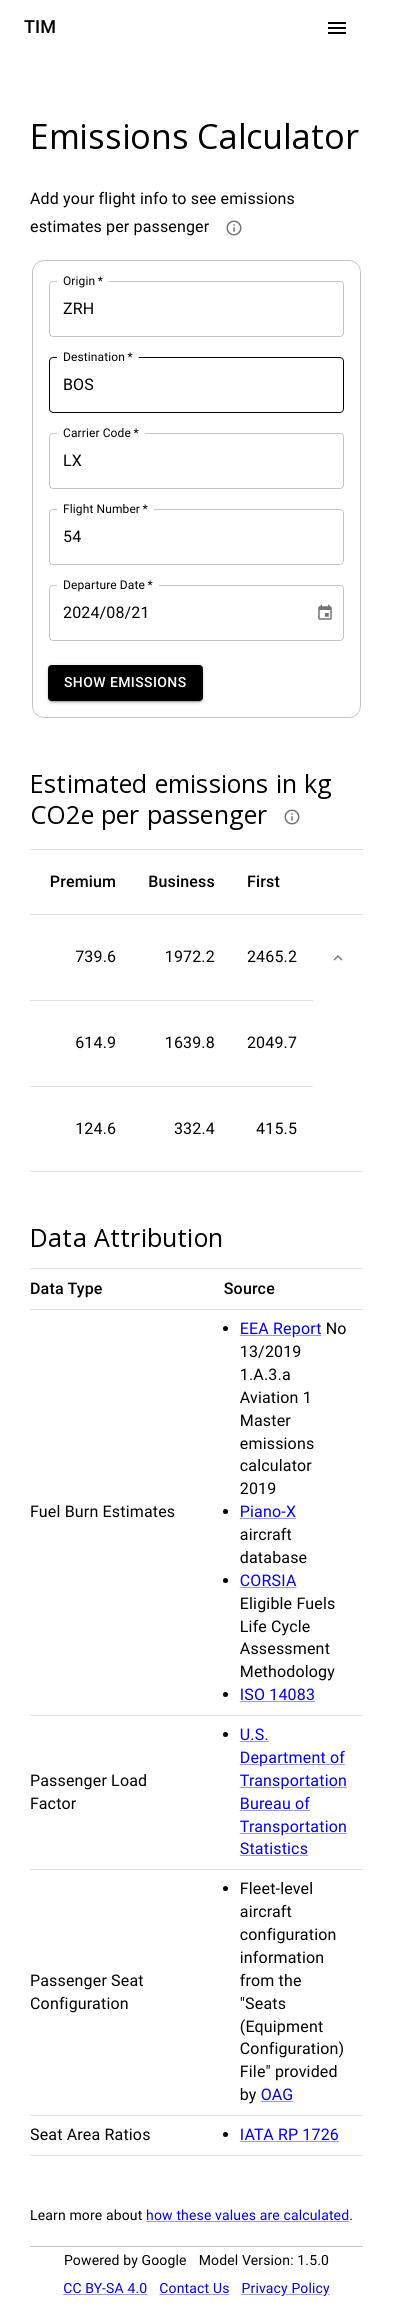 TIM
Emissions Calculator
Add your flight info to see emissions
estimates per passenger
Origin *
ZRH
Destination *
BOS
Carrier Code *
LX
Flight Number *
54
Departure Date *
2024/08/21
SHOW EMISSIONS
Estimated emissions in kg
CO2e per passenger
Premium Business First
739.6 1972.2 2465.2
614.9 1639.8 2049.7
124.6 332.4 415.5
Data Attribution
Data Type Source
Fuel Burn Estimates
• EEA Report No
13/2019
1.A.3.a
Aviation 1
Master
emissions
calculator
2019
• Piano-X
aircraft
database
• CORSIA
Eligible Fuels
Life Cycle
Assessment
Methodology
• ISO 14083
Passenger Load
Factor
• U.S.
Department of
Transportation
Bureau of
Transportation
Statistics
Passenger Seat
Configuration
• Fleet-level
aircraft
configuration
information
from the
"Seats
(Equipment
Configuration)
File" provided
by OAG
Seat Area Ratios
• IATA RP 1726
Learn more about how these values are calculated.
Powered by Google Model Version: 1.5.0
CC BY-SA 4.0 Contact Us Privacy Policy